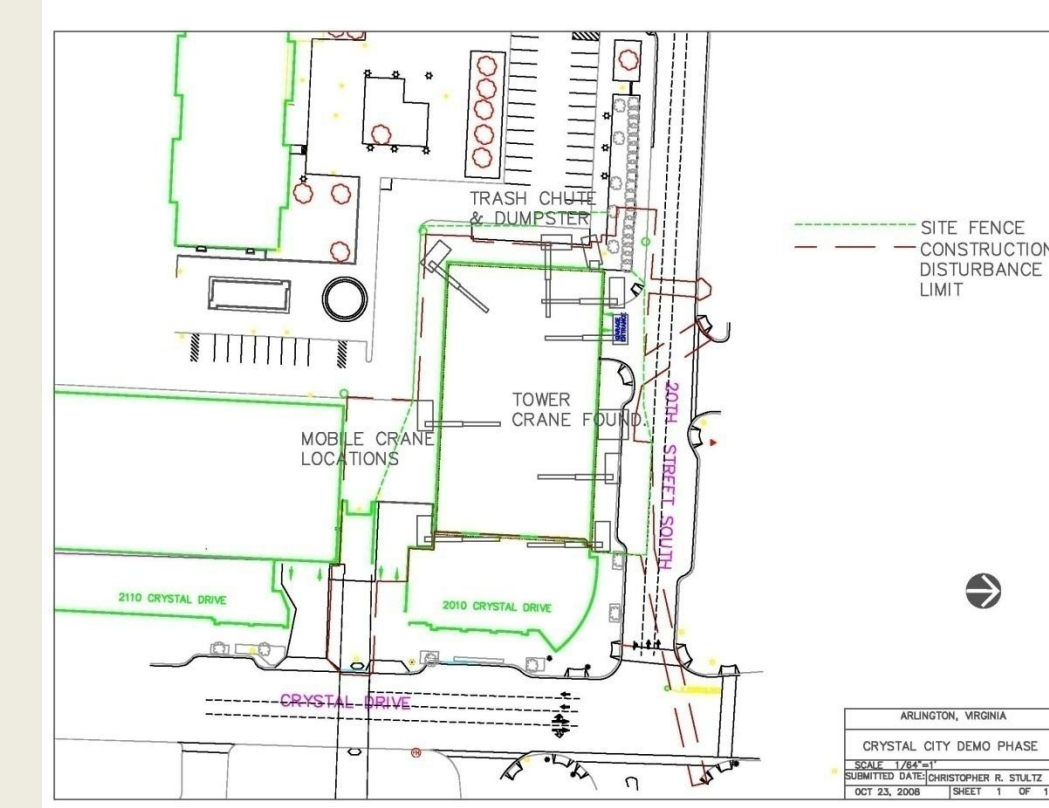 TRASH CHUTE
& DUMPSTER
SITE FENCE
CONSTRUCTION
DISTURBANCE
LIMIT
TOWER
CRANE FOUND.
MOBILE CRANE
LOCATIONS
20TH STREET SOUTH
2110 CRYSTAL DRIVE
2010 CRYSTAL DRIVE
CRYSTAL DRIVE
ARLINGTON, VIRGINIA
CRYSTAL CITY DEMO PHASE
SCALE 1/64"=1'
SUBMITTED DATE: CHRISTOPHER R. STULTZ
OCT 23, 2008 SHEET 1 OF 1